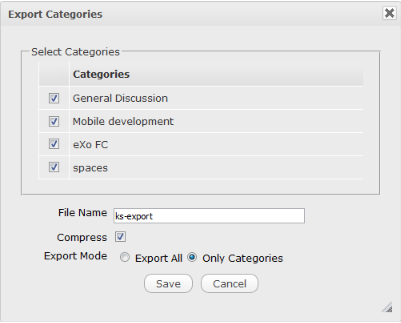 Export Categories
Select Categories
Categories
General Discussion
Mobile development
eXo FC
spaces
File Name ks-export
Compress
Export Mode Export All Only Categories
Save Cancel